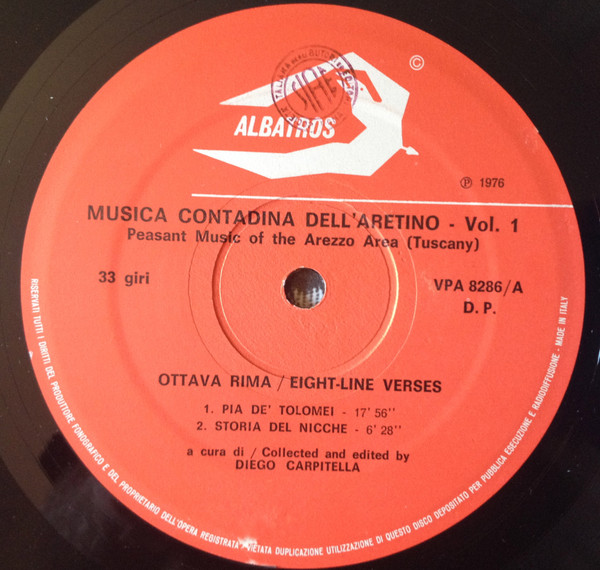 ALBATROS
SIAE
©
Ⓟ 1976
MUSICA CONTADINA DELL'ARETINO - Vol. 1
Peasant Music of the Arezzo Area (Tuscany)
33 giri
VPA 8286/A
D. P.
OTTAVA RIMA / EIGHT-LINE VERSES
1. PIA DE' TOLOMEI - 17'56''
2. STORIA DEL NICCHE - 6'28''
a cura di / Collected and edited by
DIEGO CARPITELLA
RISERVATI TUTTI I DIRITTI DEL PRODUTTORE FONOGRAFICO E DEL PROPRIETARIO DELL'OPERA REGISTRATA / VIETATA DUPLICAZIONE UTILIZZAZIONE DI QUESTO DISCO DEPOSITATO PER PUBBLICA ESECUZIONE E RADIODIFFUSIONE - MADE IN ITALY